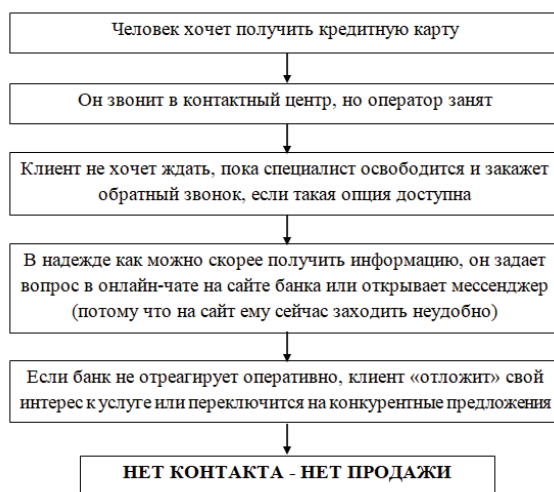 Человек хочет получить кредитную карту
Он звонит в контактный центр, но оператор занят
Клиент не хочет ждать, пока специалист освободится и закажет
обратный звонок, если такая опция доступна
В надежде как можно скорее получить информацию, он задает
вопрос в онлайн-чате на сайте банка или открывает мессенджер
(потому что на сайт ему сейчас заходить неудобно)
Если банк не отреагирует оперативно, клиент «отложит» свой
интерес к услуге или переключится на конкурентные предложения
НЕТ КОНТАКТА - НЕТ ПРОДАЖИ